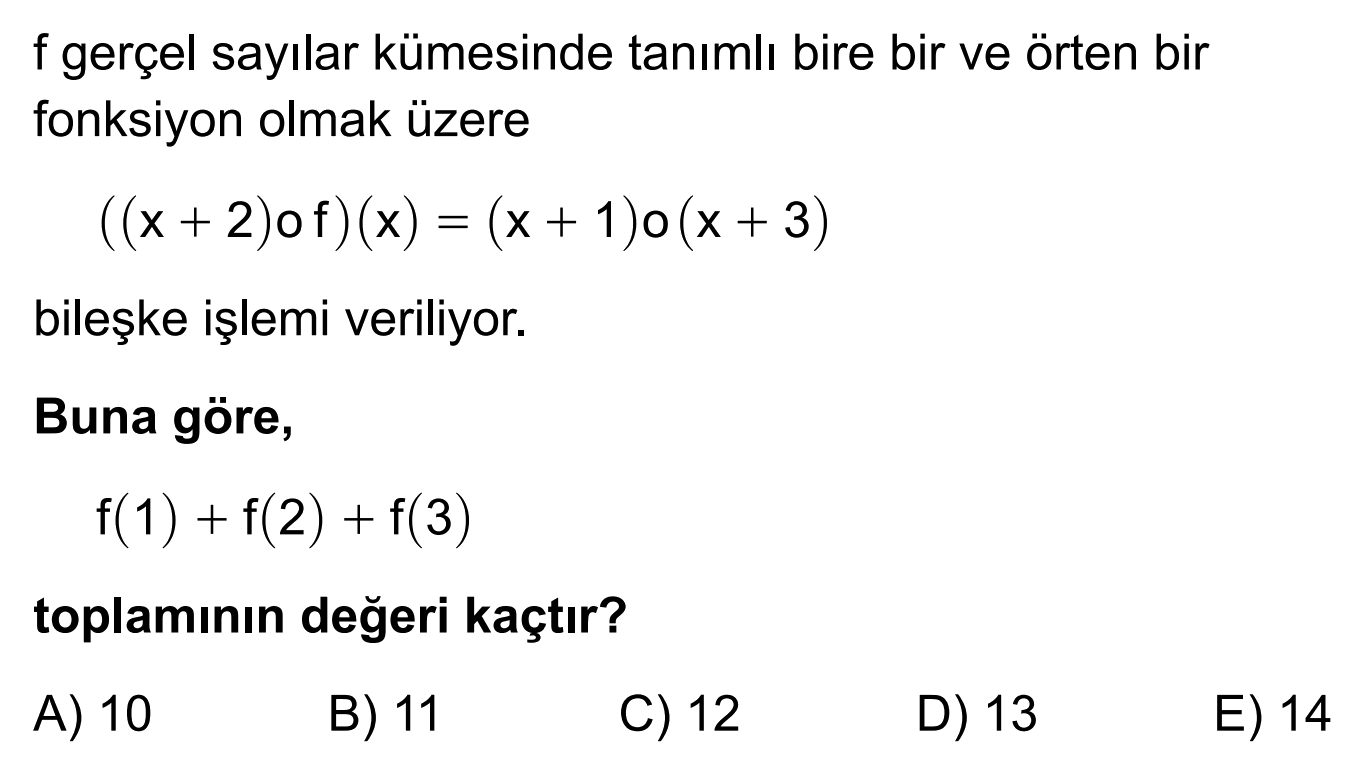 f gerçel sayılar kümesinde tanımlı bire bir ve örten bir
fonksiyon olmak üzere
((x + 2)o f)(x) = (x + 1)o(x + 3)
bileşke işlemi veriliyor.
Buna göre,
f(1) + f(2) + f(3)
toplamının değeri kaçtır?
A) 10 B) 11 C) 12 D) 13 E) 14